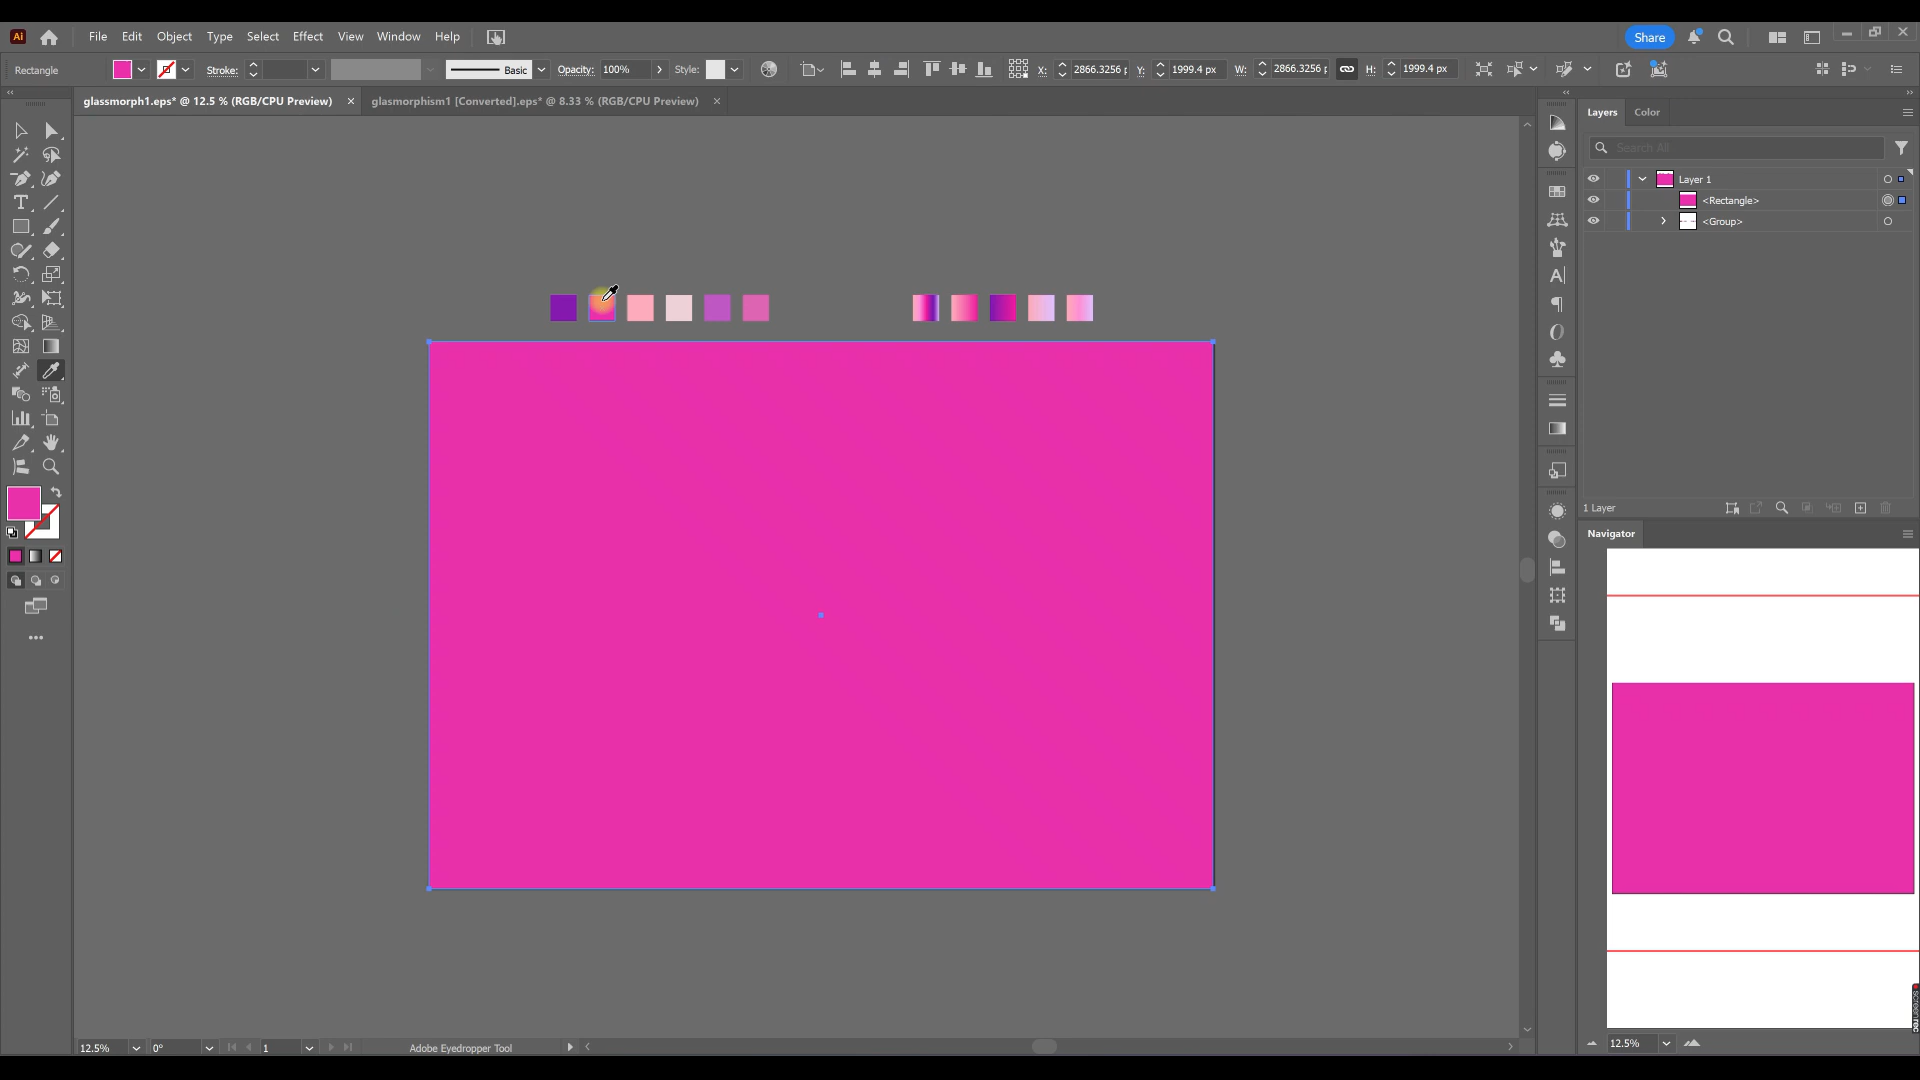 Ai File Edit Object Type Select Effect View Window Help Share
Rectangle Stroke: Basic Opacity: 100% Style: X: 2866.3256 Y: 1999.4 px W: 2866.3256 H: 1999.4 px
glassmorph1.eps* @ 12.5 % (RGB/CPU Preview) glasmorphism1 [Converted].eps* @ 8.33 % (RGB/CPU Preview)
Layers Color
Search All
Layer 1
<Rectangle>
<Group>
1 Layer
Navigator
12.5%
12.5% 0° 1 Adobe Eyedropper Tool